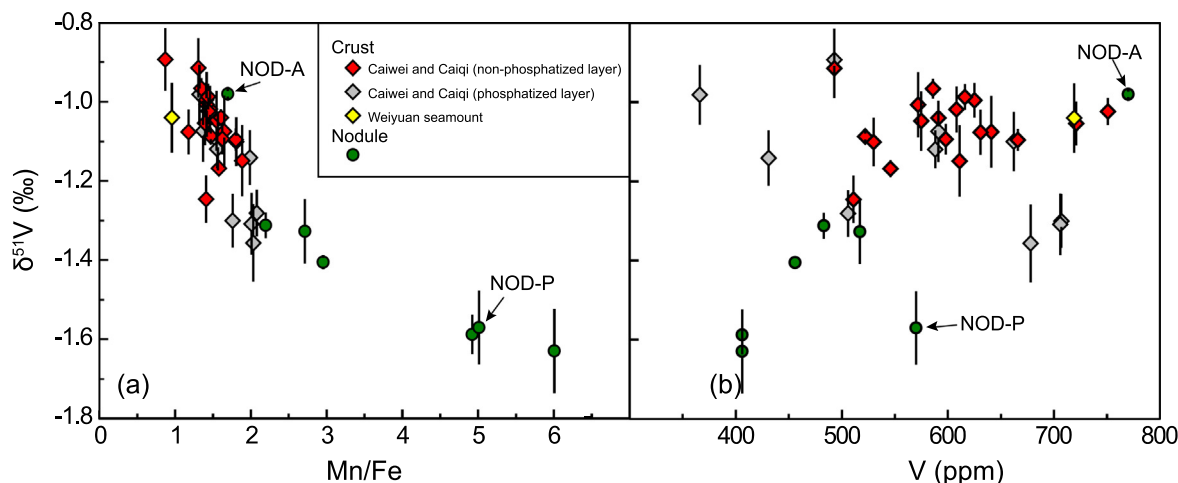 -0.8
-1.0
-1.2
-1.4
-1.6
-1.8
δ⁵¹V (‰)
NOD-A
Crust
Caiwei and Caiqi (non-phosphatized layer)
Caiwei and Caiqi (phosphatized layer)
Weiyuan seamount
Nodule
NOD-P
(a)
0 1 2 3 4 5 6
Mn/Fe
NOD-A
NOD-P
(b)
400 500 600 700 800
V (ppm)